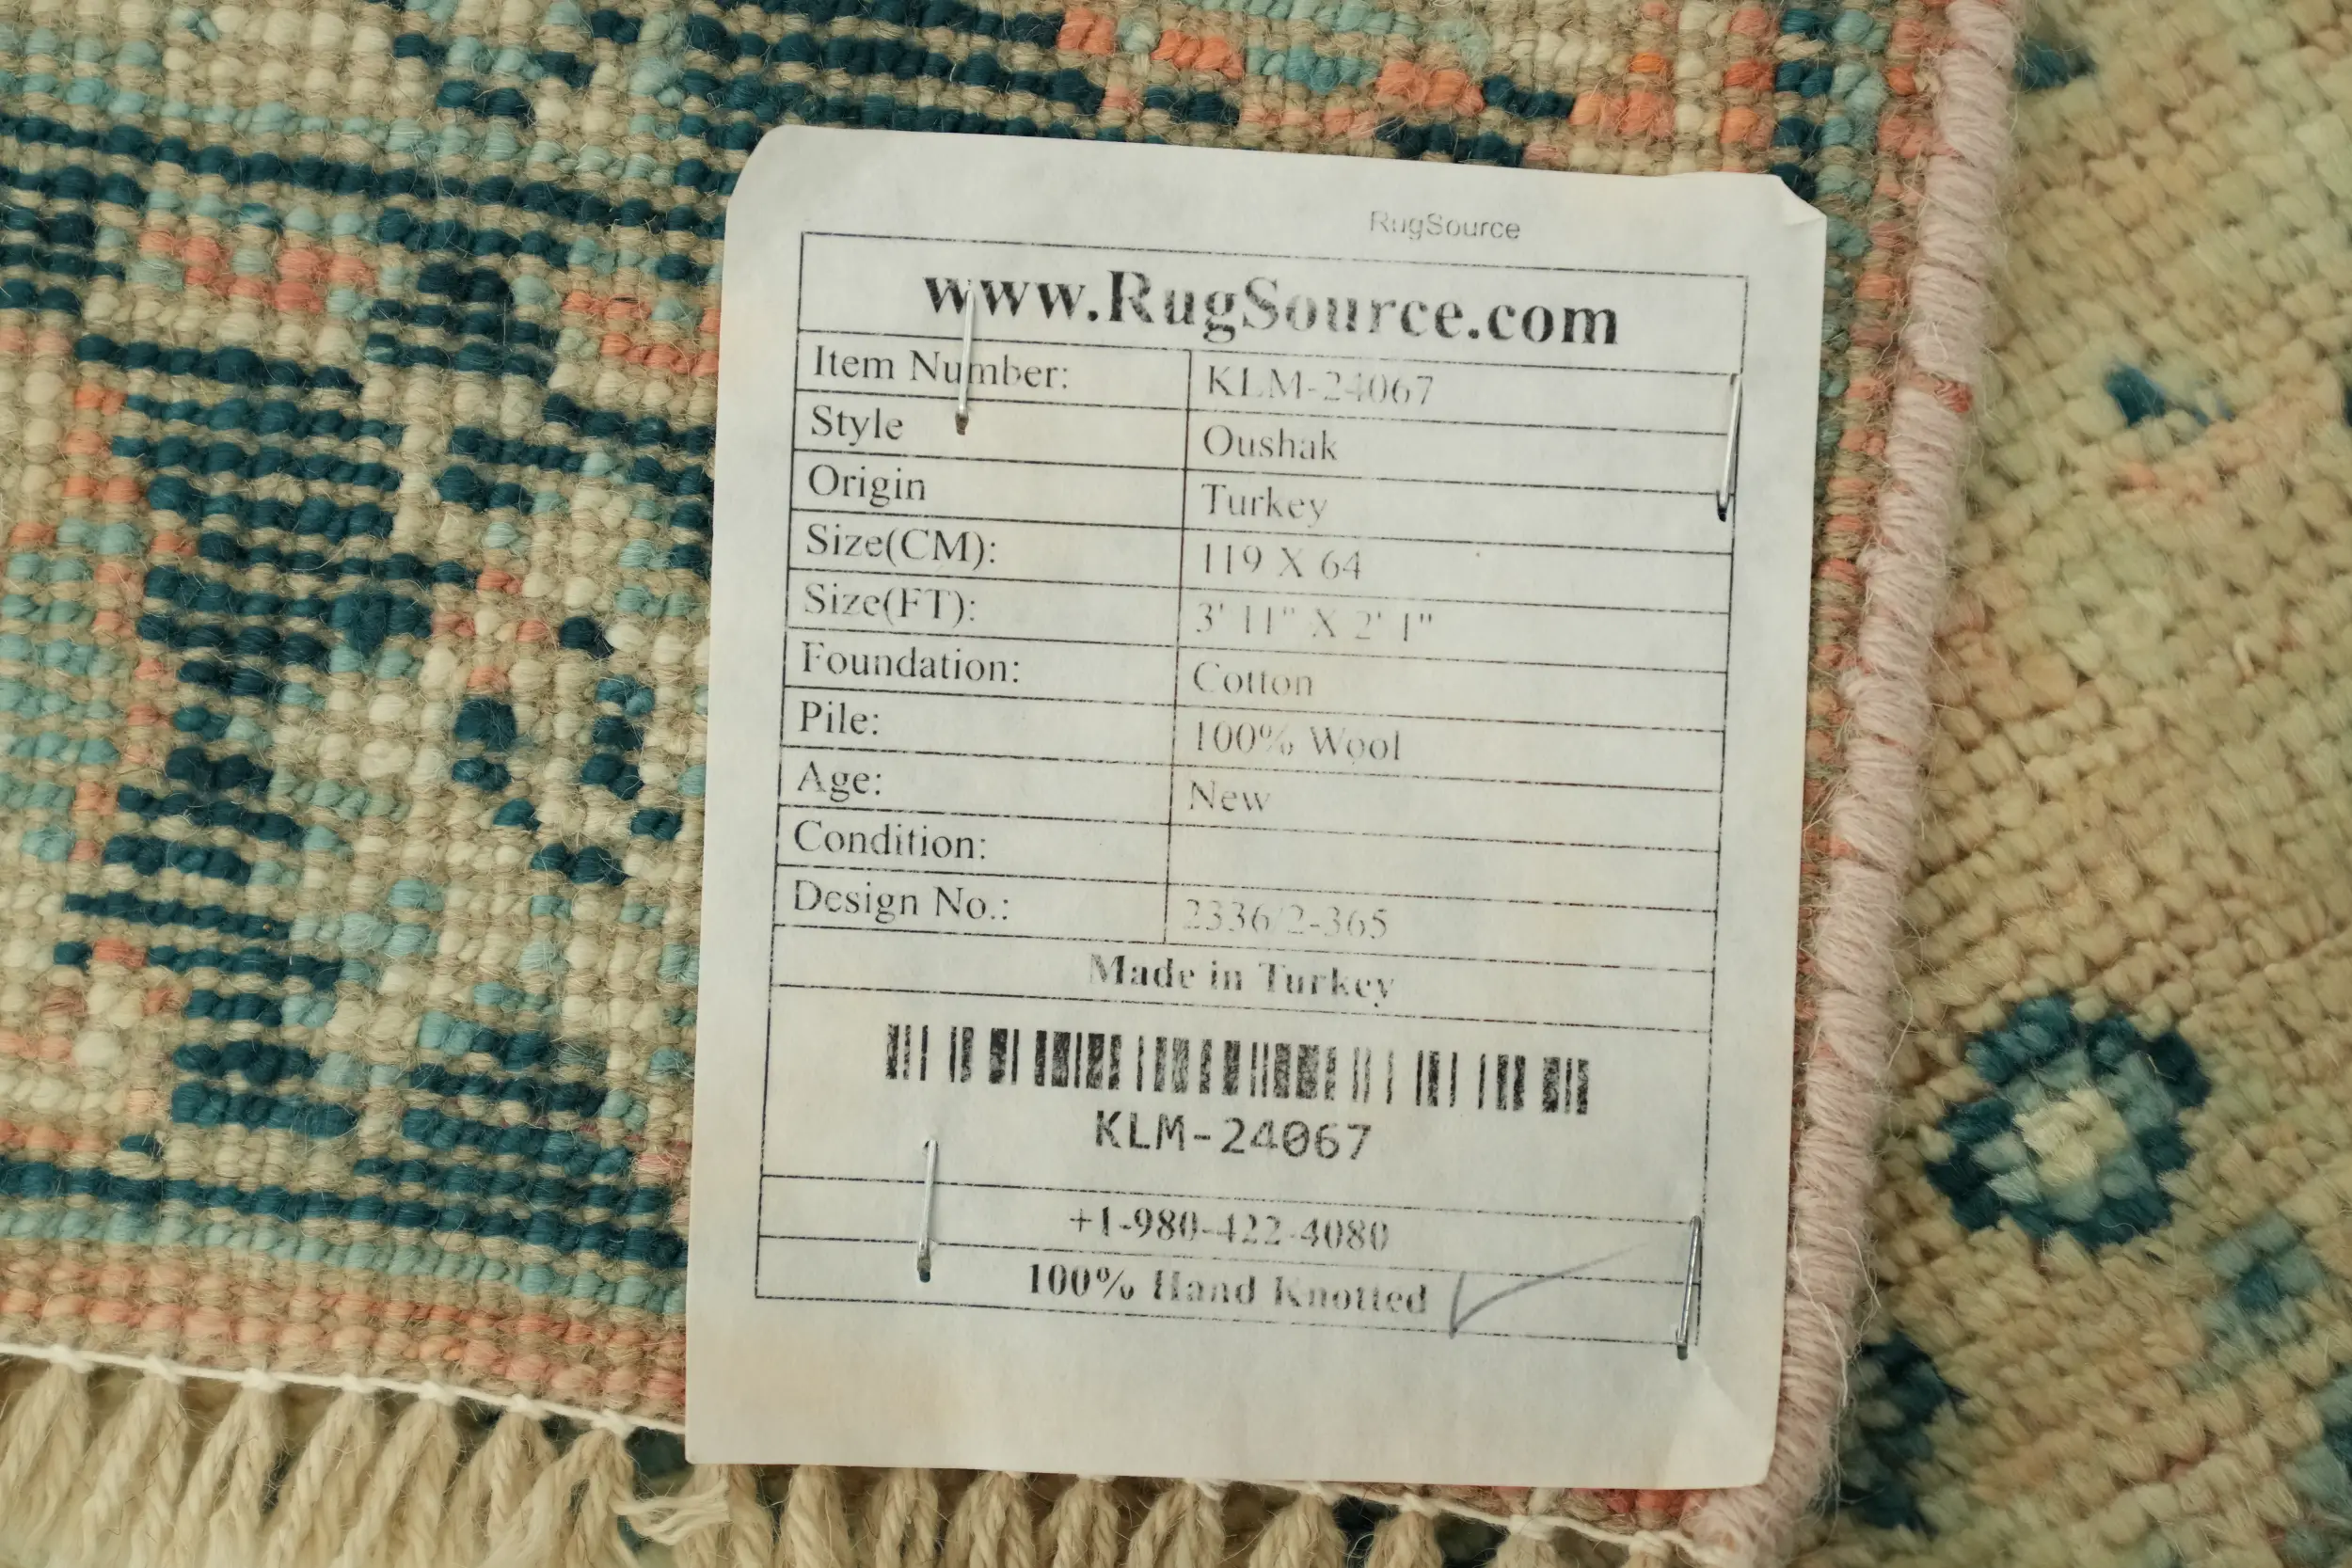 RugSource
www.RugSource.com
Item Number: KLM-24067
Style Oushak
Origin Turkey
Size(CM): 119 X 64
Size(FT): 3' 11" X 2' 1"
Foundation: Cotton
Pile: 100% Wool
Age: New
Condition:
Design No.: 2336/2-365
Made in Turkey
KLM-24067
+1-980-422-4080
100% Hand Knotted